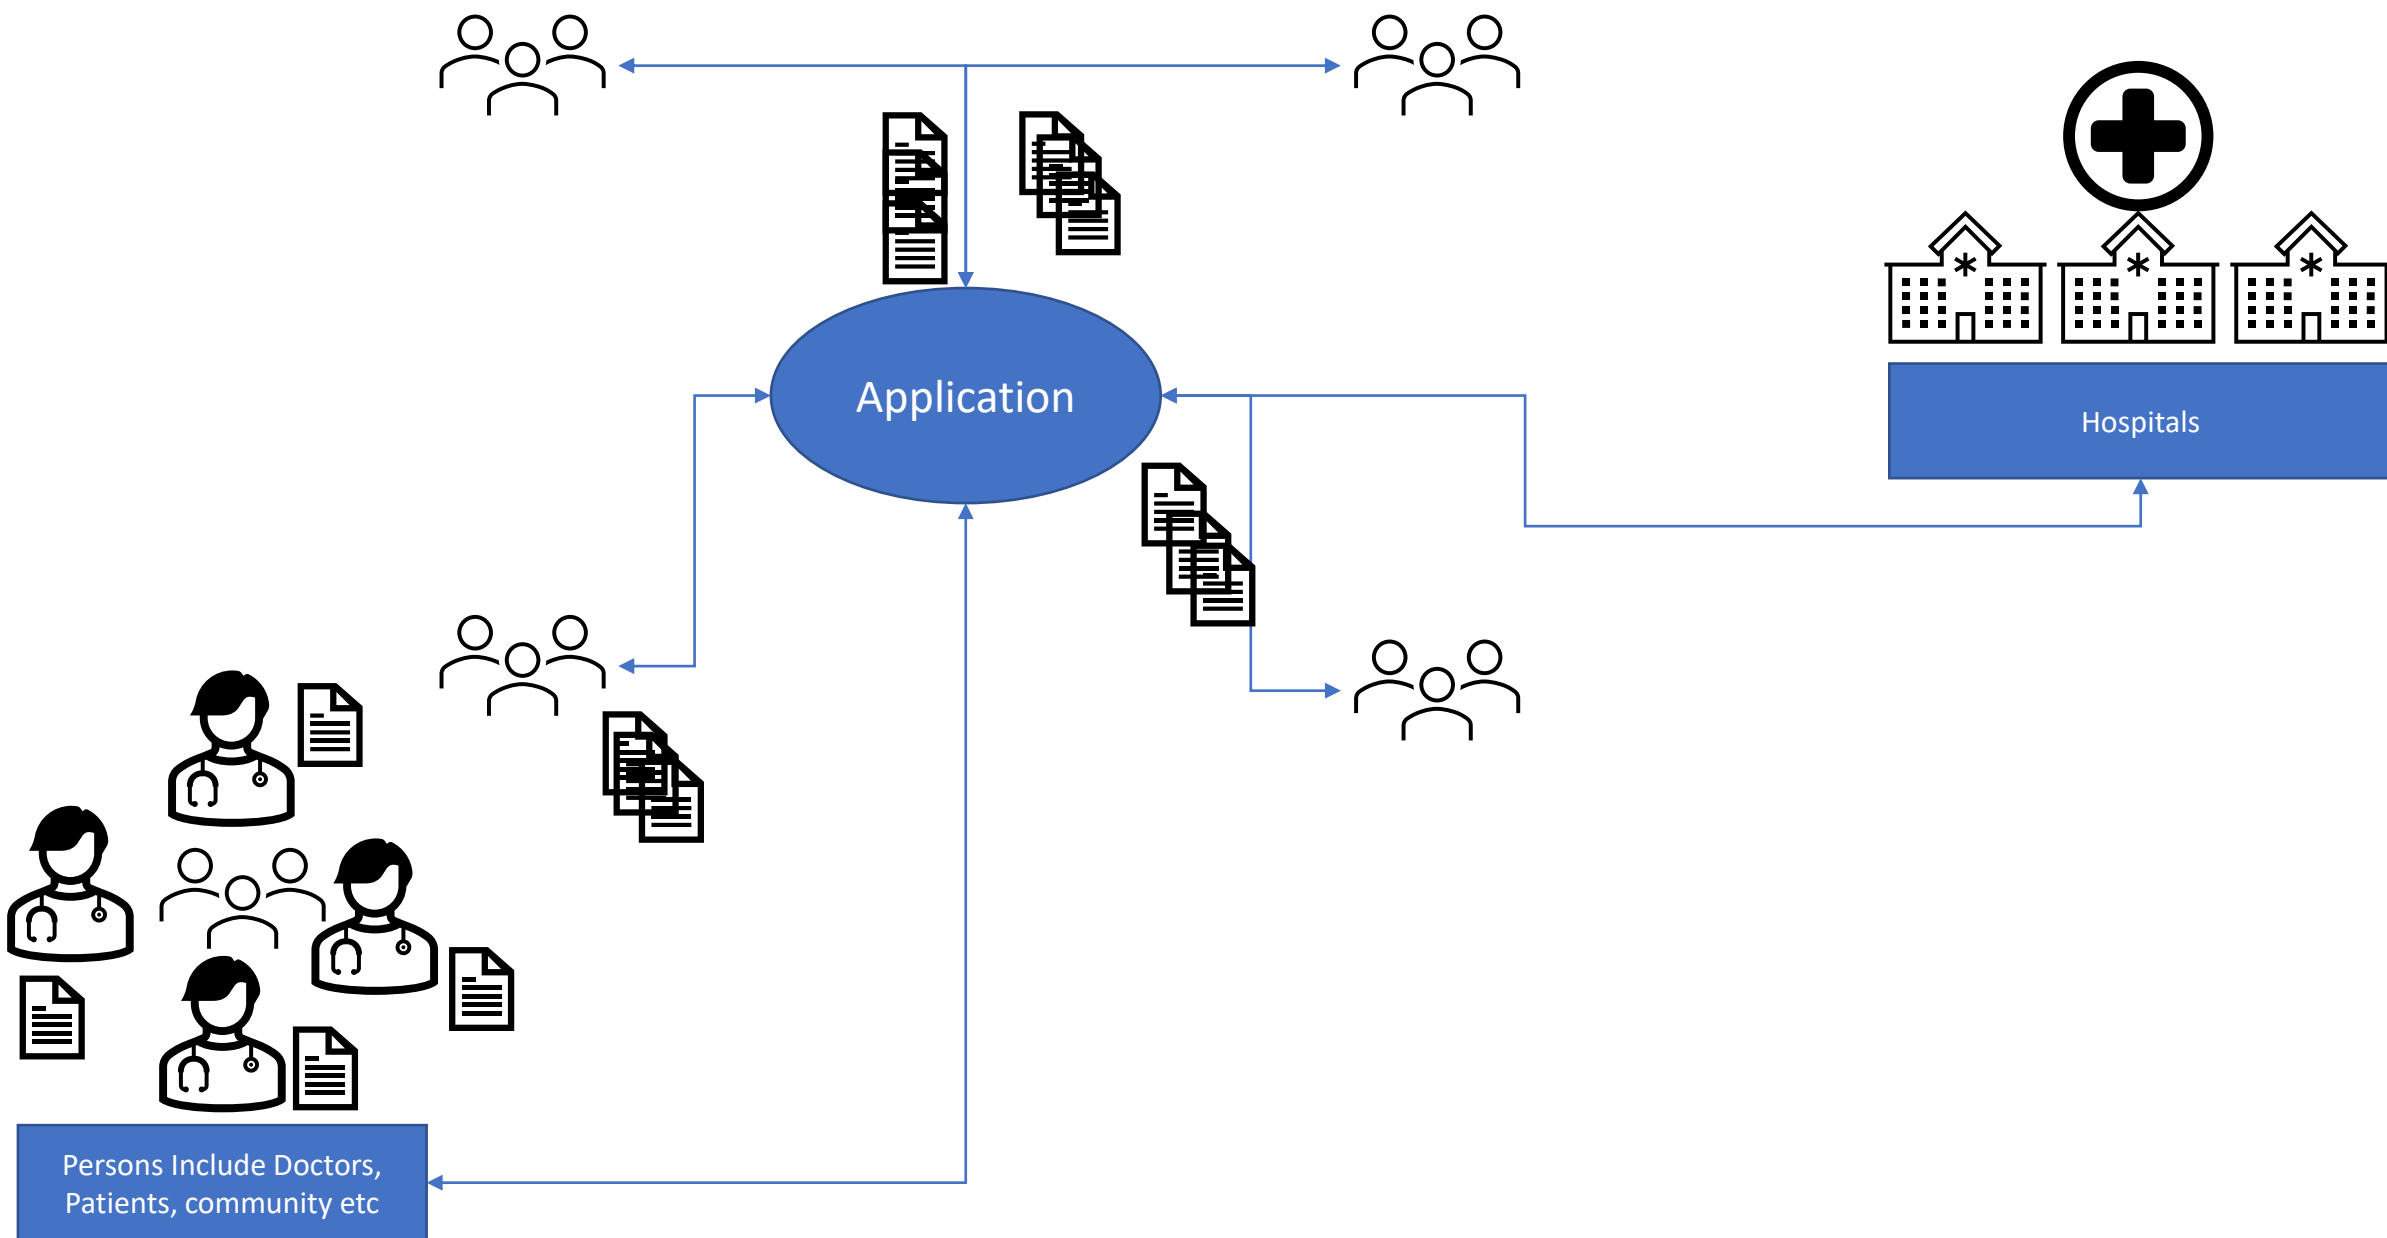 Application
Hospitals
Persons Include Doctors,
Patients, community etc